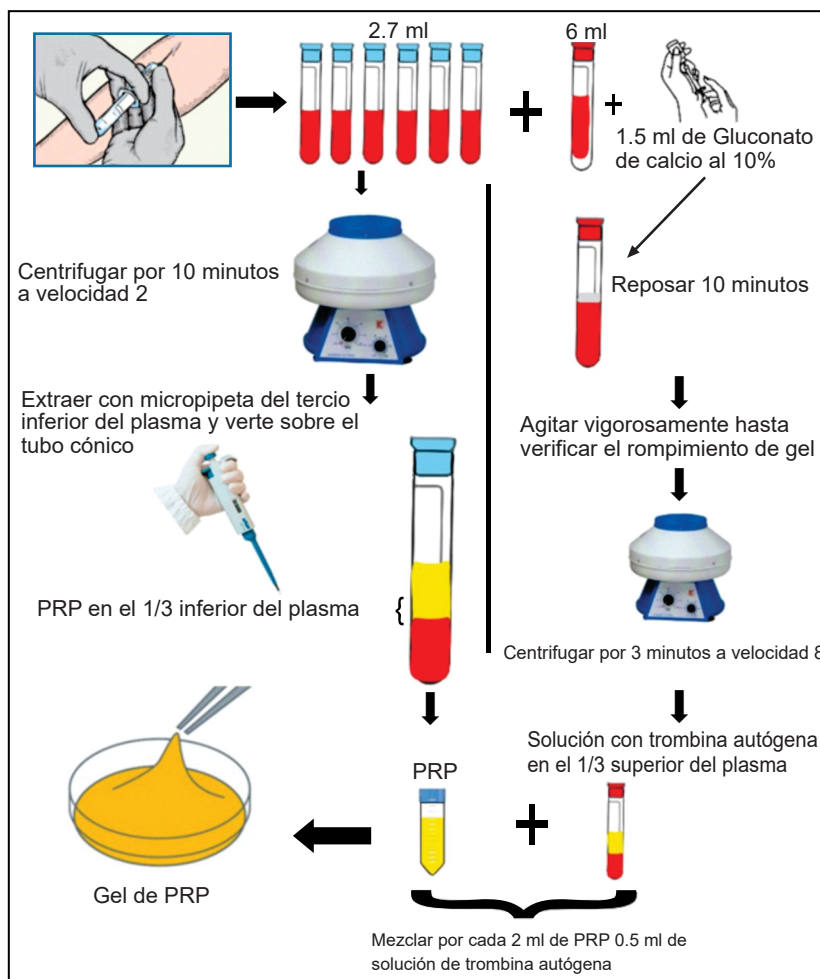 2.7 ml
6 ml
1.5 ml de Gluconato
de calcio al 10%
Centrifugar por 10 minutos
a velocidad 2
Reposar 10 minutos
Extraer con micropipeta del tercio
inferior del plasma y verte sobre el
tubo cónico
Agitar vigorosamente hasta
verificar el rompimiento de gel
PRP en el 1/3 inferior del plasma
Centrifugar por 3 minutos a velocidad 8
Solución con trombina autógena
en el 1/3 superior del plasma
PRP
Gel de PRP
Mezclar por cada 2 ml de PRP 0.5 ml de
solución de trombina autógena